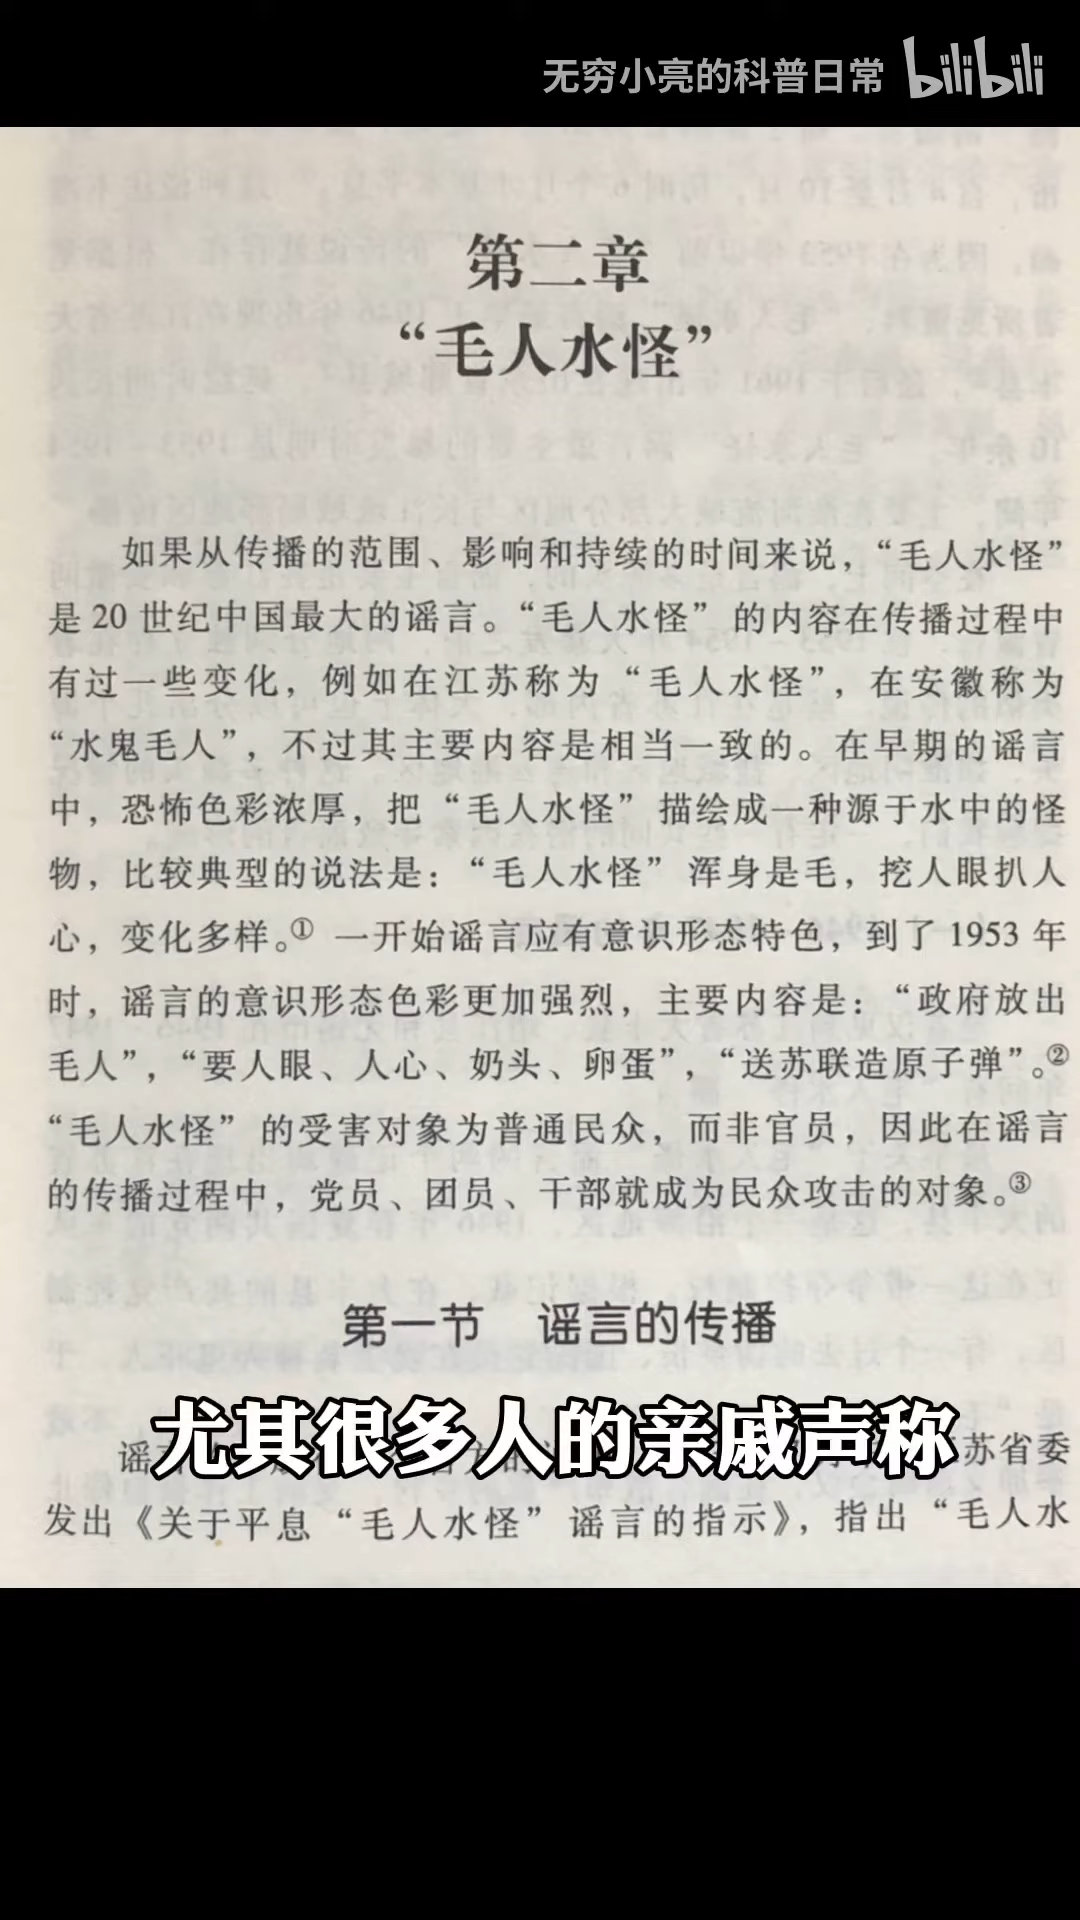 无穷小亮的科普日常 bilibili
第二章
“毛人水怪”
如果从传播的范围、影响和持续的时间来说，“毛人水怪”
是20世纪中国最大的谣言。“毛人水怪”的内容在传播过程中
有过一些变化，例如在江苏称为“毛人水怪”，在安徽称为
“水鬼毛人”，不过其主要内容是相当一致的。在早期的谣言
中，恐怖色彩浓厚，把“毛人水怪”描绘成一种源于水中的怪
物，比较典型的说法是：“毛人水怪”浑身是毛，挖人眼扒人
心，变化多样。① 一开始谣言应有意识形态特色，到了1953年
时，谣言的意识形态色彩更加强烈，主要内容是：“政府放出
毛人”，“要人眼、人心、奶头、卵蛋”，“送苏联造原子弹”。②
“毛人水怪”的受害对象为普通民众，而非官员，因此在谣言
的传播过程中，党员、团员、干部就成为民众攻击的对象。③
第一节 谣言的传播
尤其很多人的亲戚声称
谣 苏省委
发出《关于平息“毛人水怪”谣言的指示》，指出“毛人水